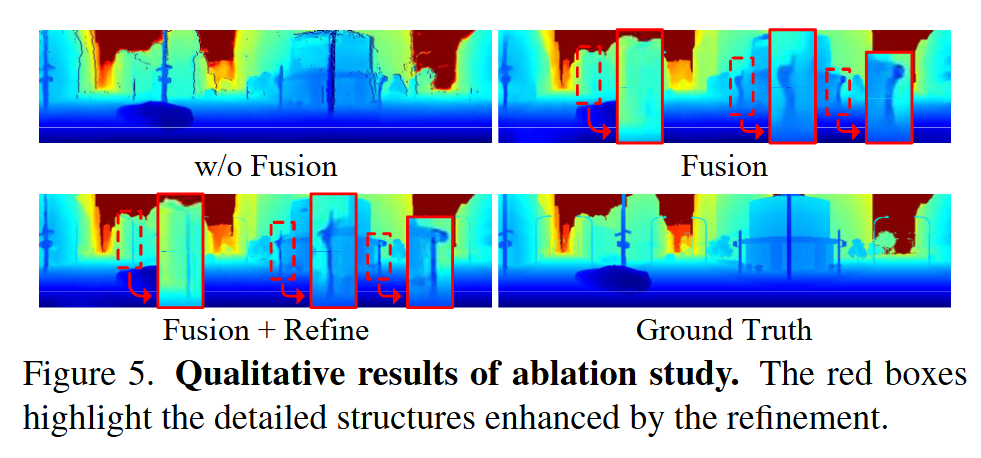 w/o Fusion
Fusion
Fusion + Refine
Ground Truth
Figure 5. Qualitative results of ablation study. The red boxes
highlight the detailed structures enhanced by the refinement.